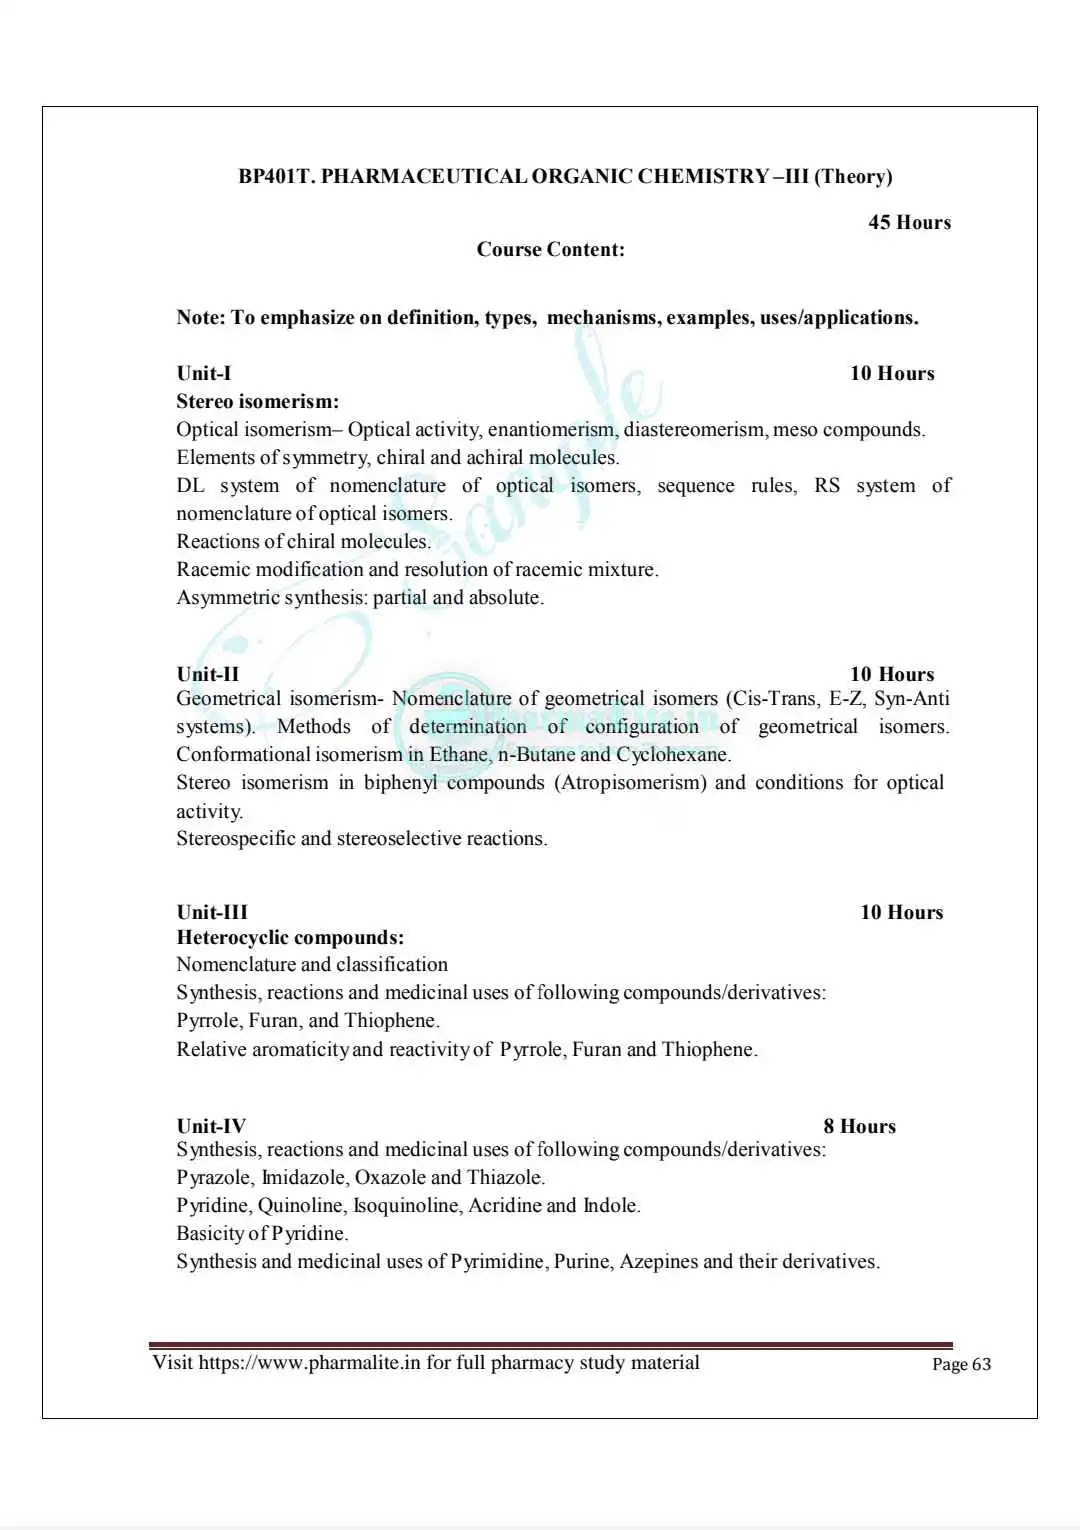 BP401T. PHARMACEUTICAL ORGANIC CHEMISTRY –III (Theory)
45 Hours
Course Content:
Note: To emphasize on definition, types, mechanisms, examples, uses/applications.
Unit-I 10 Hours
Stereo isomerism:
Optical isomerism– Optical activity, enantiomerism, diastereomerism, meso compounds.
Elements of symmetry, chiral and achiral molecules.
DL system of nomenclature of optical isomers, sequence rules, RS system of
nomenclature of optical isomers.
Reactions of chiral molecules.
Racemic modification and resolution of racemic mixture.
Asymmetric synthesis: partial and absolute.
Sample
Unit-II 10 Hours
Geometrical isomerism- Nomenclature of geometrical isomers (Cis-Trans, E-Z, Syn-Anti
systems). Methods of determination of configuration of geometrical isomers.
Conformational isomerism in Ethane, n-Butane and Cyclohexane.
Stereo isomerism in biphenyl compounds (Atropisomerism) and conditions for optical
activity.
Stereospecific and stereoselective reactions.
Unit-III 10 Hours
Heterocyclic compounds:
Nomenclature and classification
Synthesis, reactions and medicinal uses of following compounds/derivatives:
Pyrrole, Furan, and Thiophene.
Relative aromaticity and reactivity of Pyrrole, Furan and Thiophene.
Unit-IV 8 Hours
Synthesis, reactions and medicinal uses of following compounds/derivatives:
Pyrazole, Imidazole, Oxazole and Thiazole.
Pyridine, Quinoline, Isoquinoline, Acridine and Indole.
Basicity of Pyridine.
Synthesis and medicinal uses of Pyrimidine, Purine, Azepines and their derivatives.
Visit https://www.pharmalite.in for full pharmacy study material Page 63